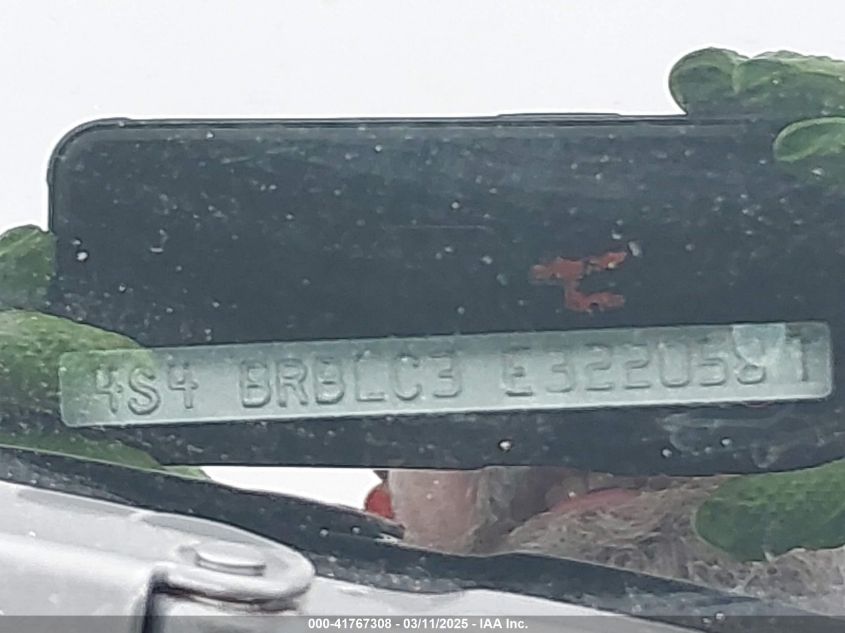 4S4 BRBLC3 E3220581
000-41767308 - 03/11/2025 - IAA Inc.